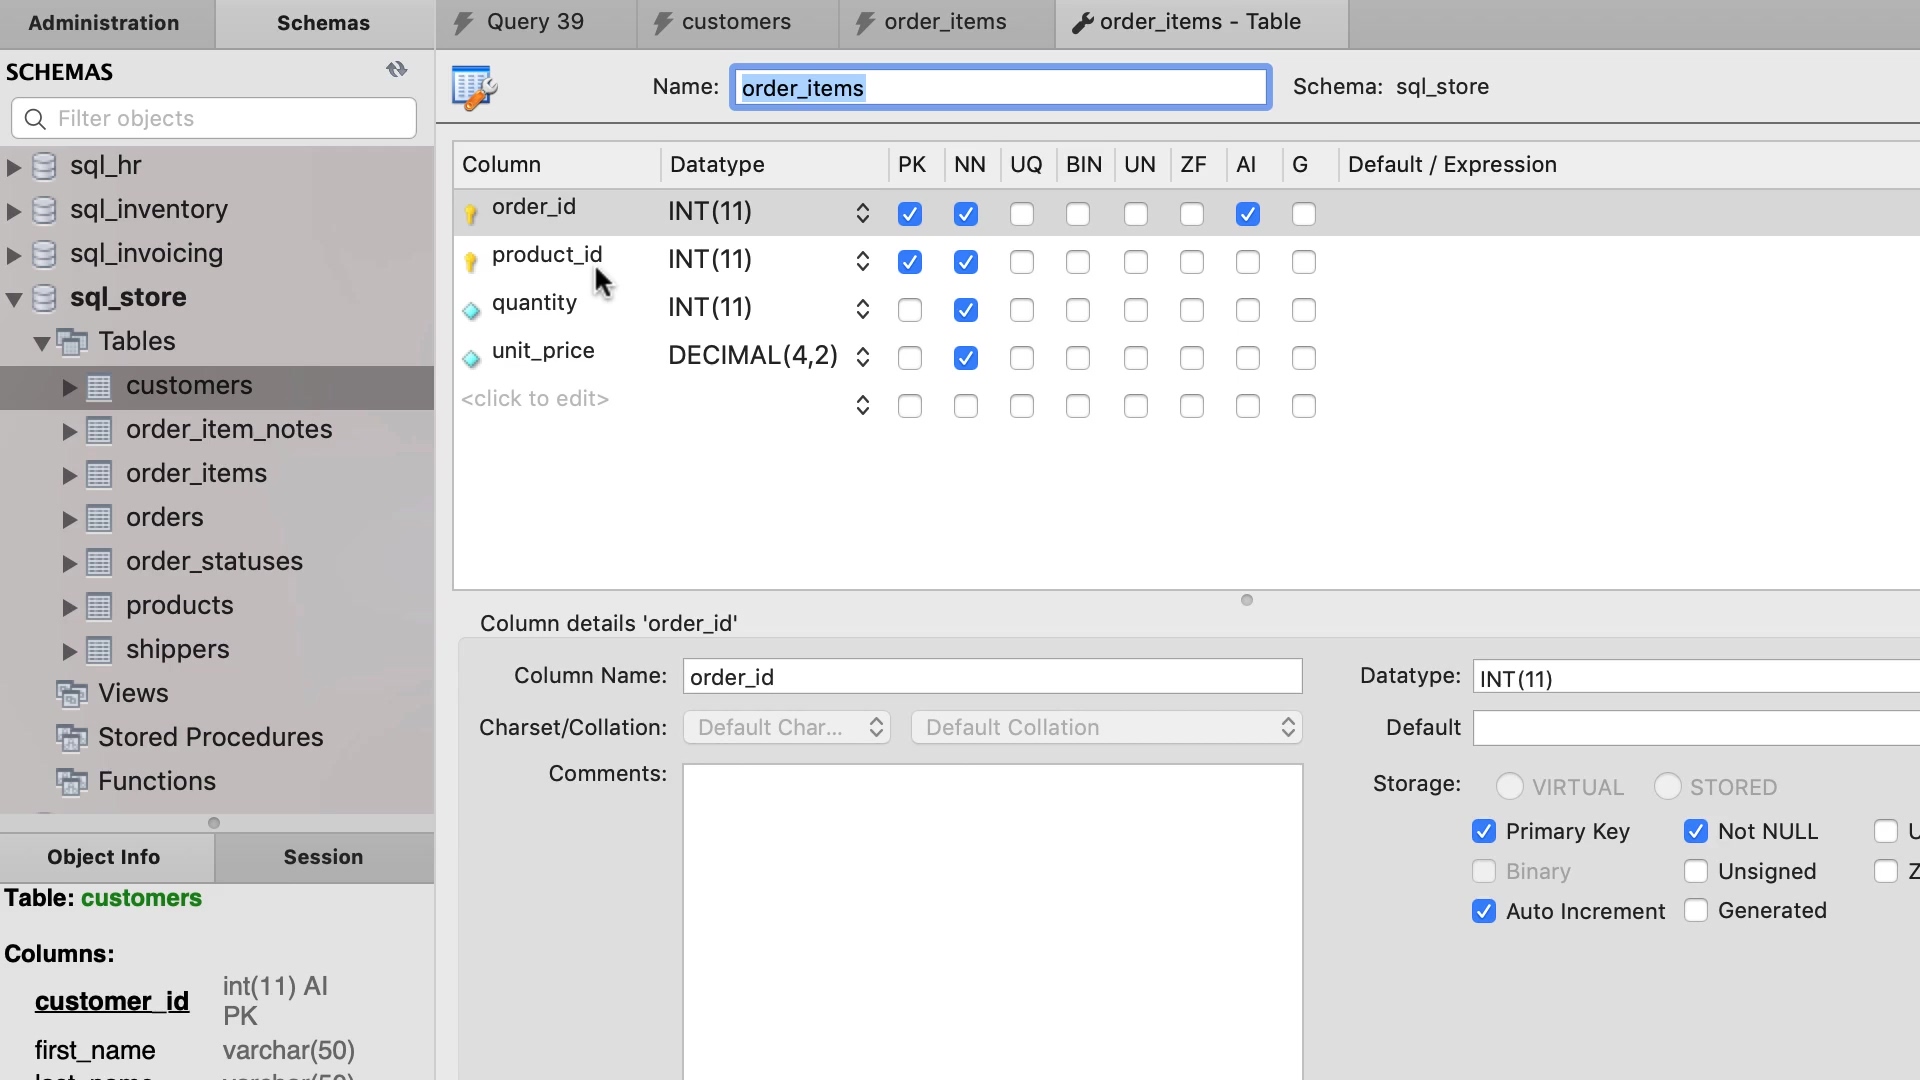 Administration
Schemas
Query 39
customers
order_items
order_items - Table
SCHEMAS
Name:
order_items
Schema: sql_store
Filter objects
sql_hr
sql_inventory
sql_invoicing
sql_store
Tables
customers
order_item_notes
order_items
orders
order_statuses
products
shippers
Views
Stored Procedures
Functions
Column Datatype PK NN UQ BIN UN ZF AI G Default / Expression
order_id INT(11)
product_id INT(11)
quantity INT(11)
unit_price DECIMAL(4,2)
<click to edit>
Column details 'order_id'
Column Name: order_id Datatype: INT(11)
Charset/Collation: Default Char... Default Collation Default
Comments: Storage: VIRTUAL STORED
Primary Key Not NULL U
Binary Unsigned Z
Auto Increment Generated
Object Info
Session
Table: customers
Columns:
customer_id int(11) AI
PK
first_name varchar(50)